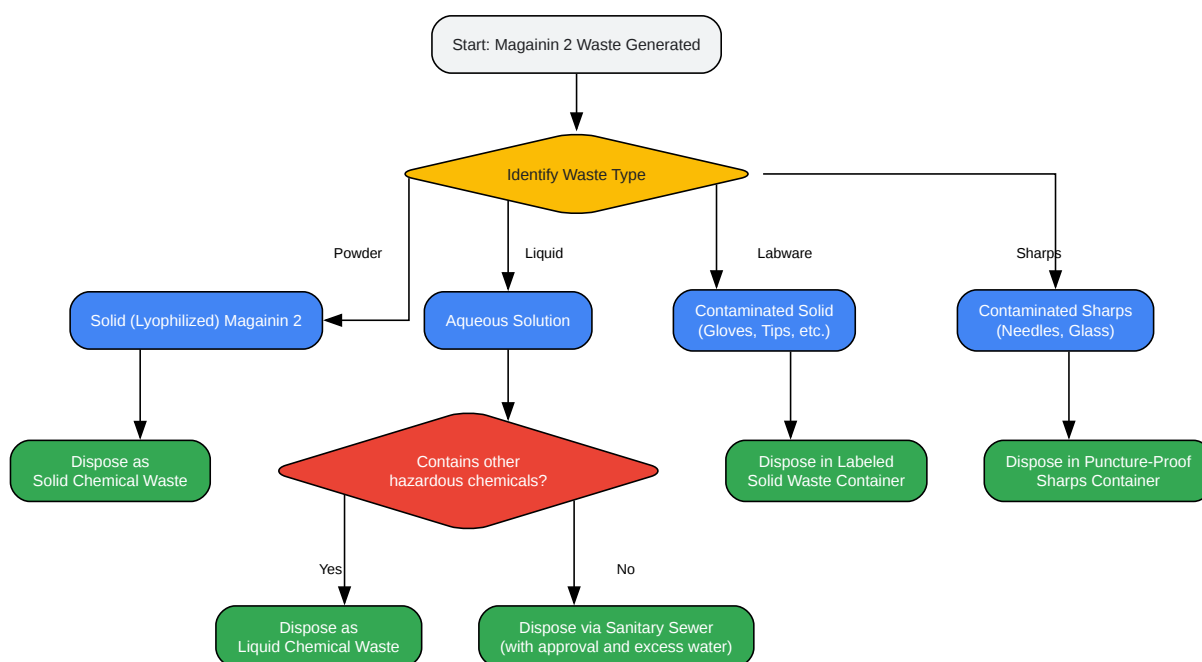 Start: Magainin 2 Waste Generated
Identify Waste Type
Powder
Liquid
Labware
Sharps
Solid (Lyophilized) Magainin 2
Aqueous Solution
Contaminated Solid
(Gloves, Tips, etc.)
Contaminated Sharps
(Needles, Glass)
Dispose as
Solid Chemical Waste
Contains other
hazardous chemicals?
Dispose in Labeled
Solid Waste Container
Dispose in Puncture-Proof
Sharps Container
Yes
No
Dispose as
Liquid Chemical Waste
Dispose via Sanitary Sewer
(with approval and excess water)